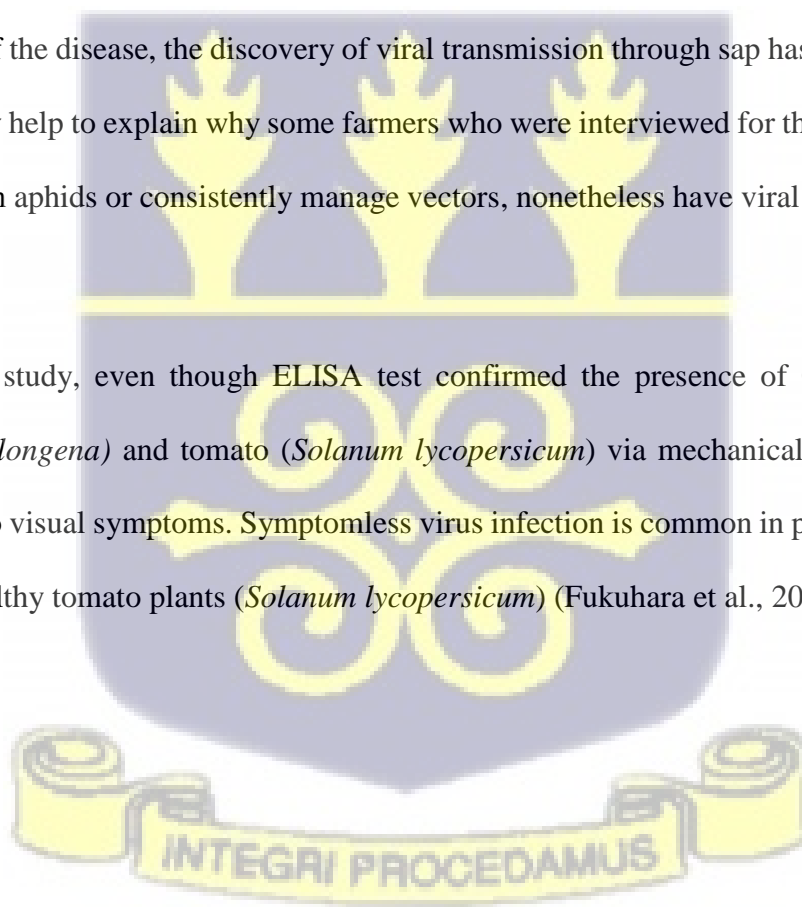 the disease, the discovery of viral transmission through sap has
help to explain why some farmers who were interviewed for
aphids or consistently manage vectors, nonetheless have viral
study, even though ELISA test confirmed the presence of
longena) and tomato (Solanum lycopersicum) via mechanical
visual symptoms. Symptomless virus infection is common in
tomato plants (Solanum lycopersicum) (Fukuhara et al., 20
INTEGRI PROCEDAMUS